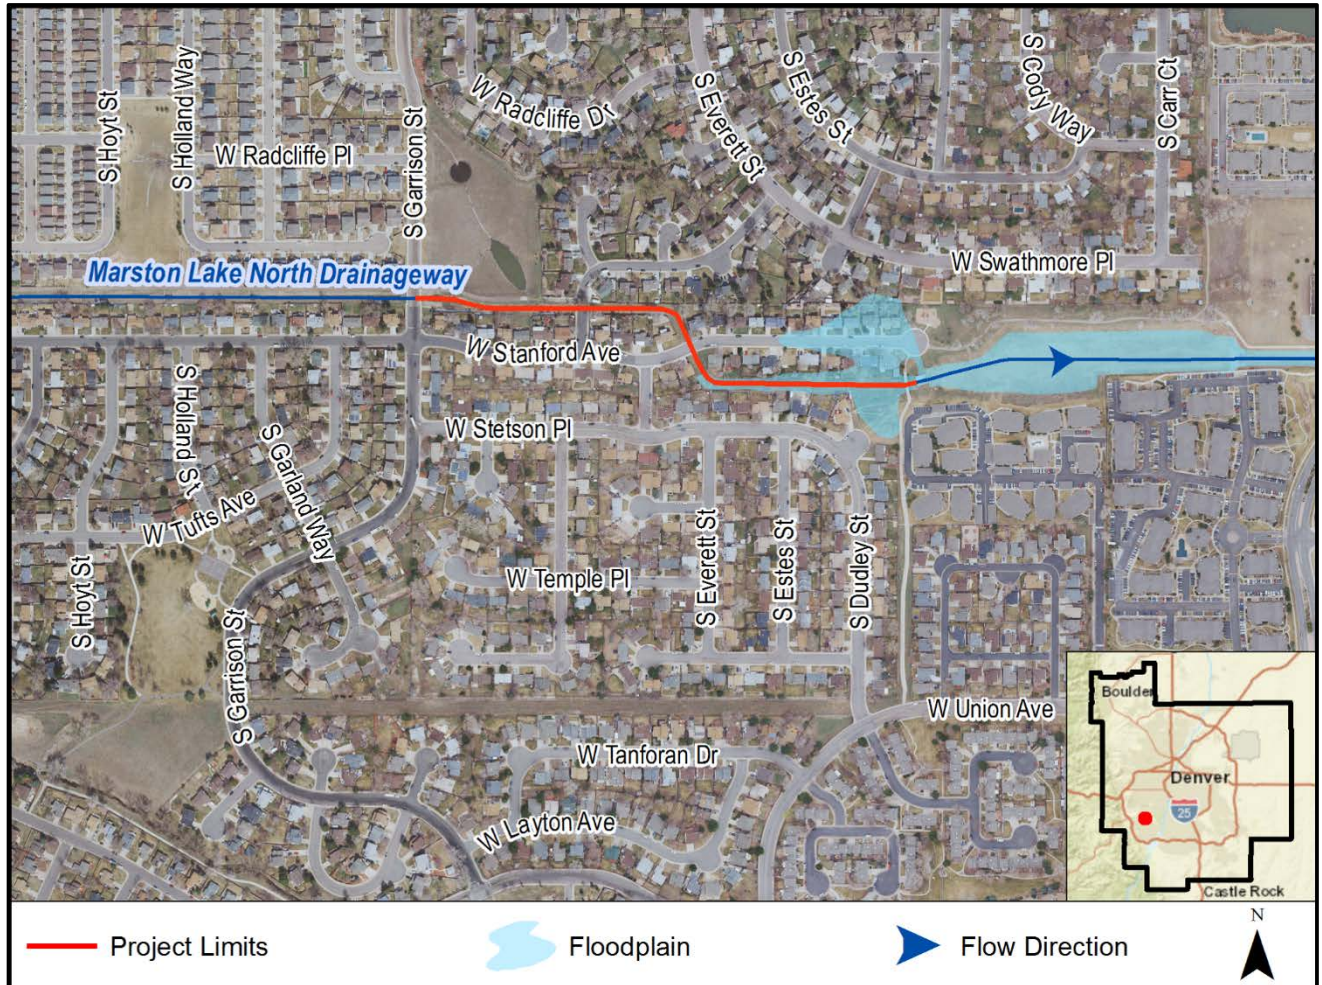 S Hoyt St
S Holland Way
W Radcliffe Pl
S Garrison St
W Radcliffe Dr
S Everett St
S Estes St
S Cody Way
S Carr Ct
W Swathmore Pl
Marston Lake North Drainageway
W Stanford Ave
S Holland St
S Garland Way
W Stetson Pl
W Tufts Ave
S Hoyt St
W Temple Pl
S Everett St
S Estes St
S Dudley St
S Garrison St
W Union Ave
W Tanforan Dr
W Layton Ave
Boulder
Denver
25
Castle Rock
Project Limits
Floodplain
Flow Direction
N